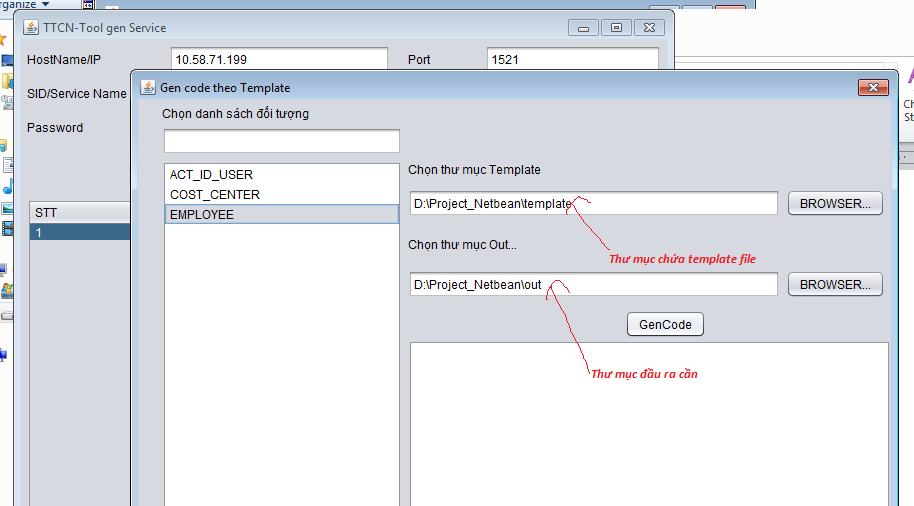 rganize
TTCN-Tool gen Service
HostName/IP 10.58.71.199 Port 1521
SID/Service Name
Password
STT
1
Gen code theo Template
Chọn danh sách đối tượng
ACT_ID_USER
COST_CENTER
EMPLOYEE
Chọn thư mục Template
D:\Project_Netbean\template BROWSER...
Thư mục chứa template file
Chọn thư mục Out...
D:\Project_Netbean\out BROWSER...
GenCode
Thư mục đầu ra cần
Ch
St